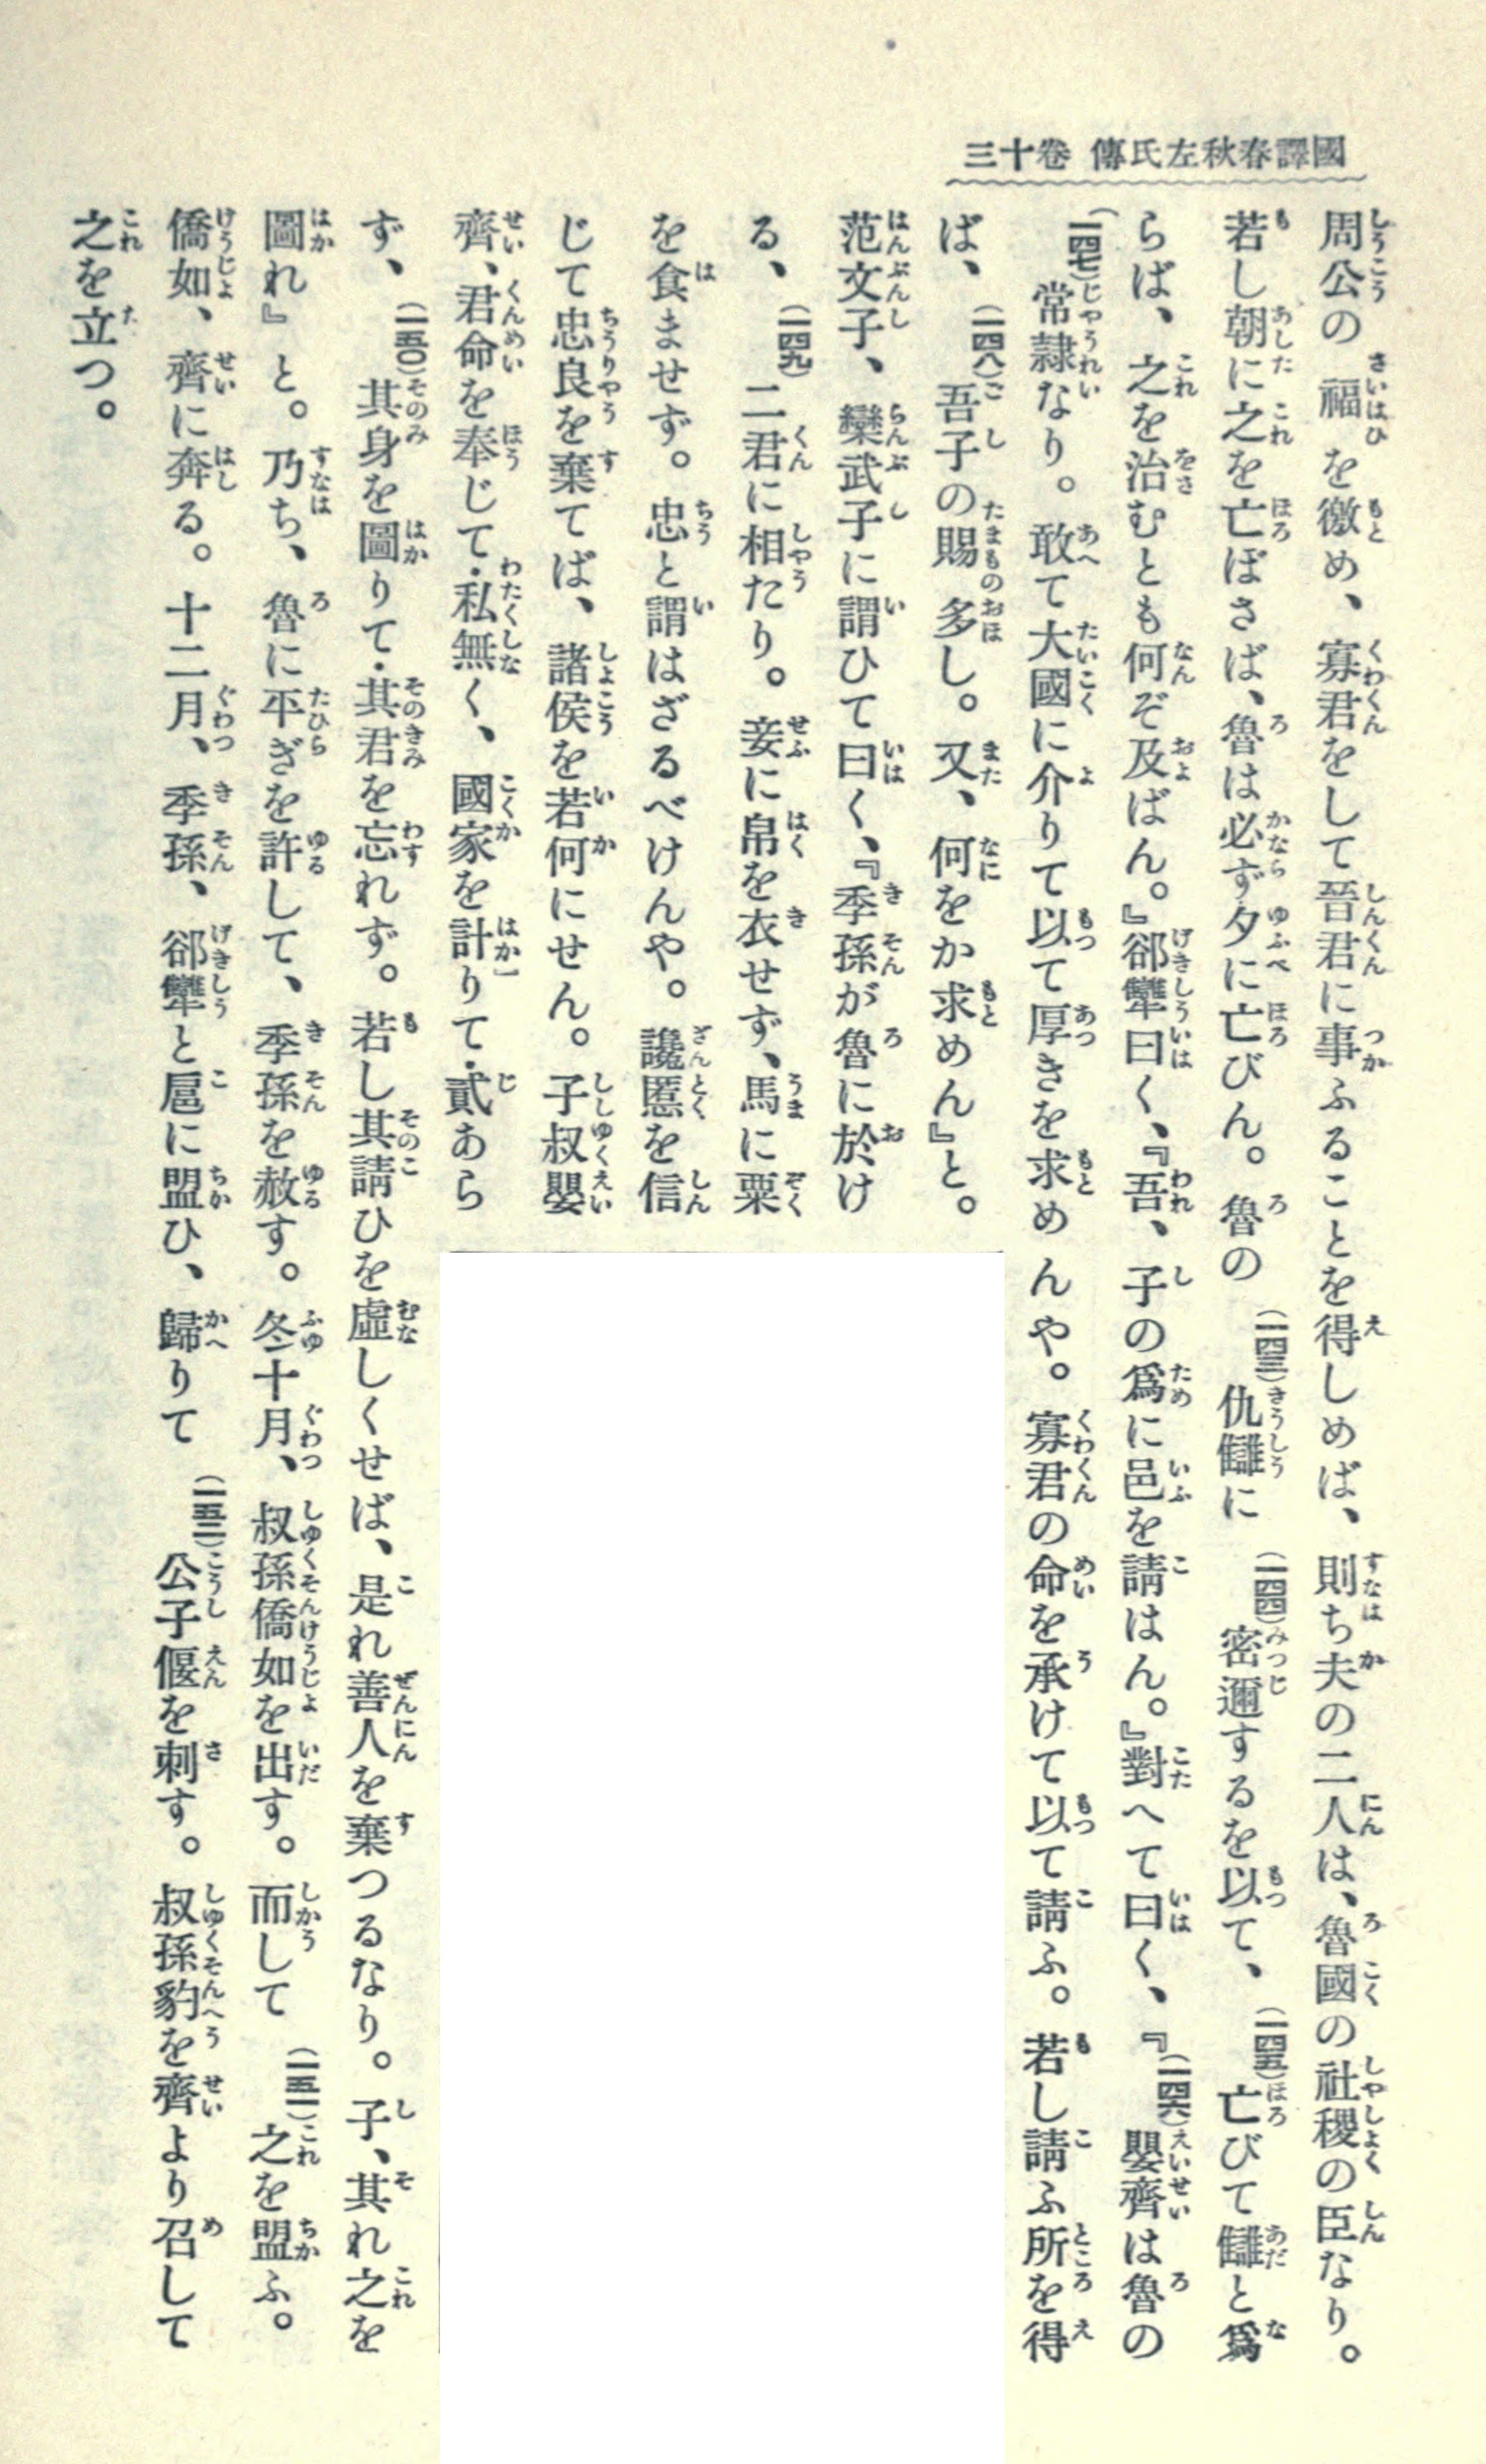 國譯春秋左氏傳 卷十三
周公の福を徼め、寡君をして晉君に事ふることを得しめば、則ち夫の二人は、魯國の社稷の臣なり。
若し朝に之を亡ぼさば、魯は必ず夕に亡びん。魯の(一四三)仇讎に(一四四)密邇するを以て、(一四五)亡びて讎と爲
らば、之を治むとも何ぞ及ばん。』郤犨曰く、『吾、子の爲に邑を請はん。』對へて曰く、『(一四六)嬰齊は魯の
(一四七)常隷なり。敢て大國に介りて以て厚きを求めんや。寡君の命を承けて以て請ふ。若し請ふ所を得
ば、(一四八)吾子の賜多し。又、何をか求めん』と。
范文子、欒武子に謂ひて曰く、『季孫が魯に於け
る、(一四九)二君に相たり。妾に帛を衣せず、馬に粟
を食ませず。忠と謂はざるべけんや。讒慝を信
じて忠良を棄てば、諸侯を若何にせん。子叔嬰
齊、君命を奉じて・私無く、國家を計りて・貳あら
ず、(一五〇)其身を圖りて・其君を忘れず。若し其請ひを虛しくせば、是れ善人を棄つるなり。子、其れ之を
圖れ』と。乃ち、魯に平ぎを許して、季孫を赦す。冬十月、叔孫僑如を出す。而して(一五一)之を盟ふ。
僑如、齊に奔る。十二月、季孫、郤犨と扈に盟ひ、歸りて(一五二)公子偃を刺す。叔孫豹を齊より召して
之を立つ。